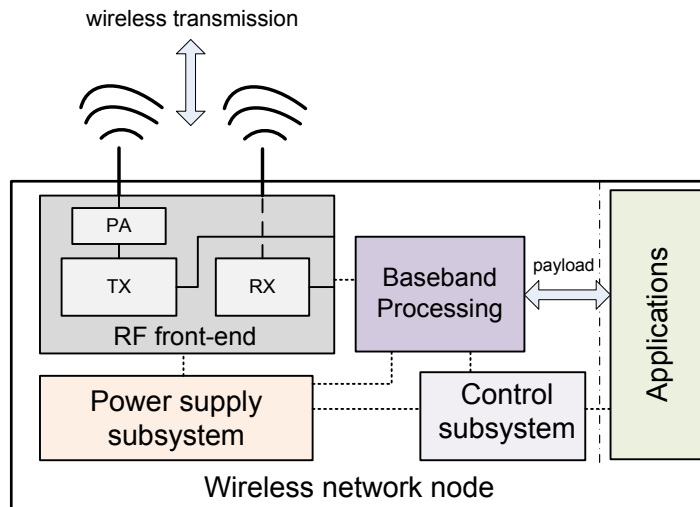 wireless transmission
PA
TX
RX
RF front-end
Baseband
Processing
payload
Applications
Power supply
subsystem
Control
subsystem
Wireless network node